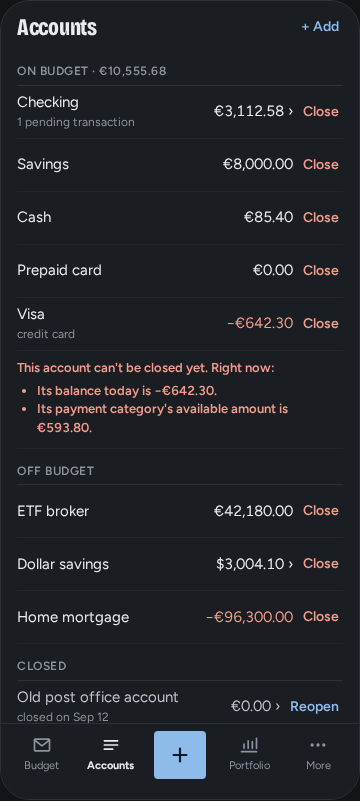 Accounts
+ Add
ON BUDGET · €10,555.68
Checking
€3,112.58 › Close
1 pending transaction
Savings €8,000.00 Close
Cash €85.40 Close
Prepaid card €0.00 Close
Visa
−€642.30 Close
credit card
This account can't be closed yet. Right now:
• Its balance today is −€642.30.
• Its payment category's available amount is
€593.80.
OFF BUDGET
ETF broker €42,180.00 Close
Dollar savings $3,004.10 › Close
Home mortgage −€96,300.00 Close
CLOSED
Old post office account
€0.00 › Reopen
closed on Sep 12
Budget Accounts + Portfolio More